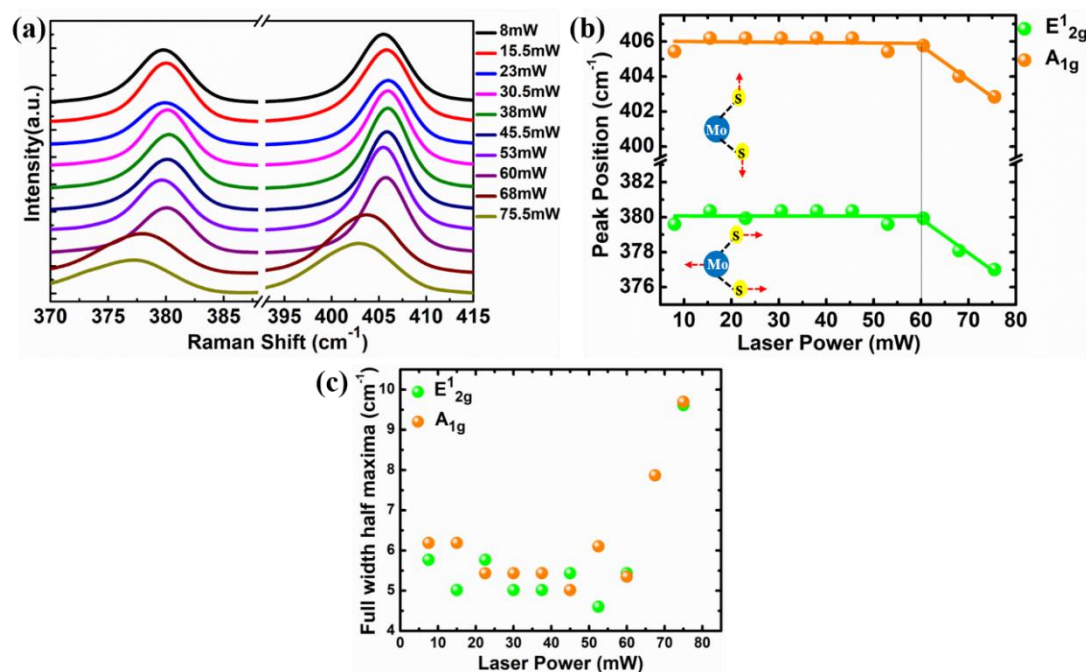 (a)
Intensity(a.u.)
8mW
15.5mW
23mW
30.5mW
38mW
45.5mW
53mW
60mW
68mW
75.5mW
370 380 395 400 405 410 415
Raman Shift (cm⁻¹)
(b)
Peak Position (cm⁻¹)
406
404
402
400
382
380
378
376
E¹₂g
A₁g
S
Mo
S
S
Mo
S
10 20 30 40 50 60 70 80
Laser Power (mW)
(c)
Full width half maxima (cm⁻¹)
10
9
8
7
6
5
4
E¹₂g
A₁g
0 10 20 30 40 50 60 70 80
Laser Power (mW)